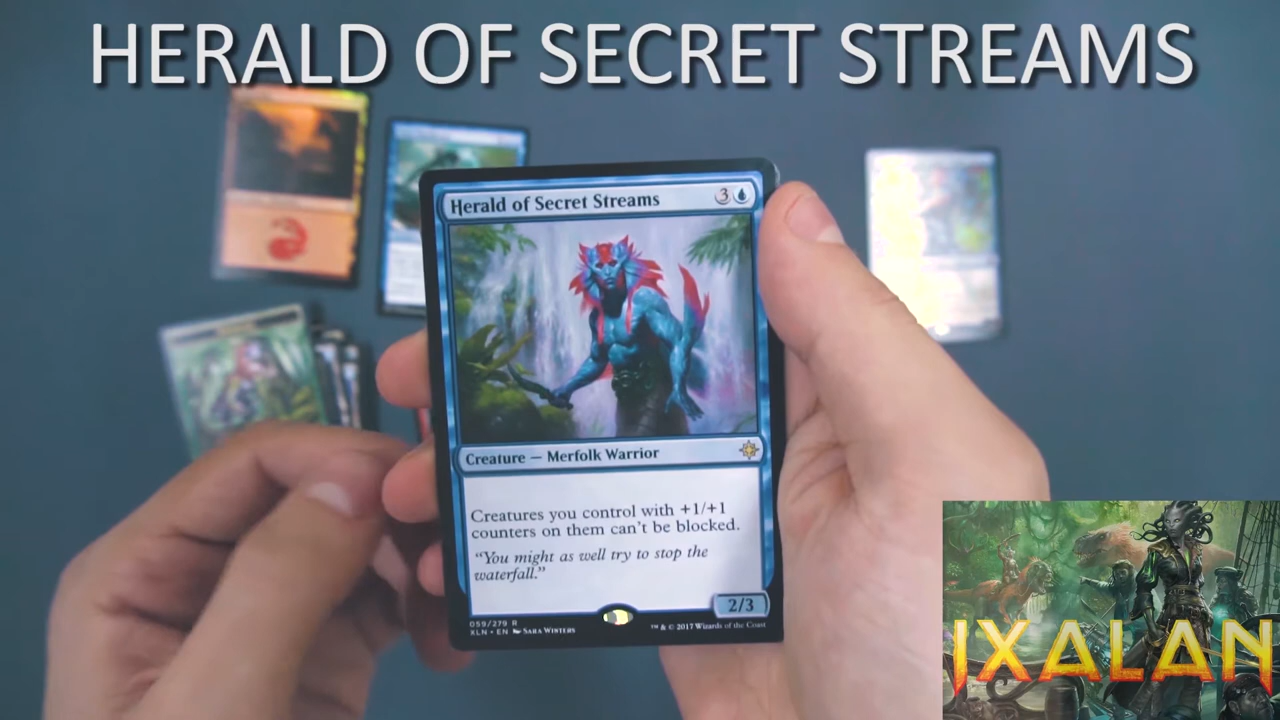 HERALD OF SECRET STREAMS
Herald of Secret Streams 3
Creature — Merfolk Warrior
Creatures you control with +1/+1
counters on them can't be blocked.
"You might as well try to stop the
waterfall."
2/3
059/279 R
XLN • EN Sara Winters
™ & © 2017 Wizards of the Coast
IXALAN